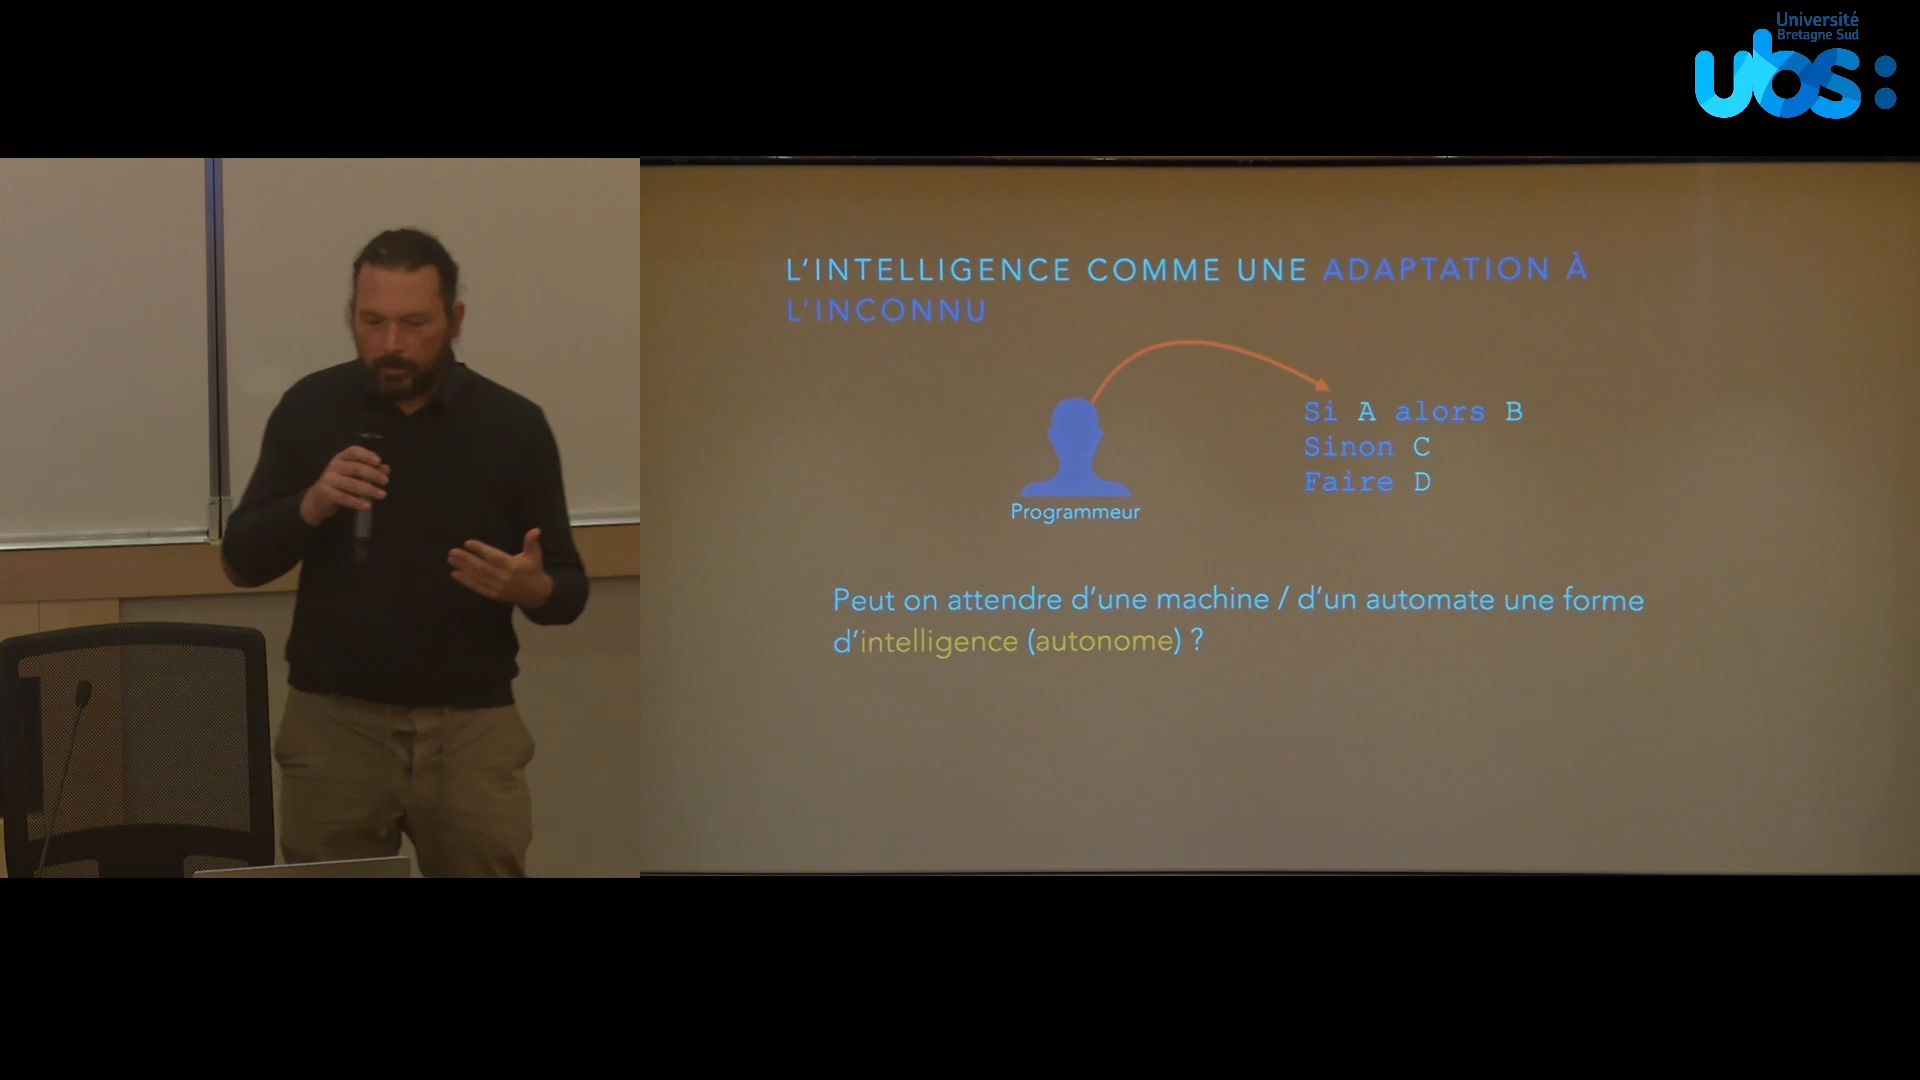 Université
Bretagne Sud
ubs:
L'INTELLIGENCE COMME UNE ADAPTATION À
L'INCONNU
Si A alors B
Sinon C
Faire D
Programmeur
Peut on attendre d'une machine / d'un automate une forme
d'intelligence (autonome) ?